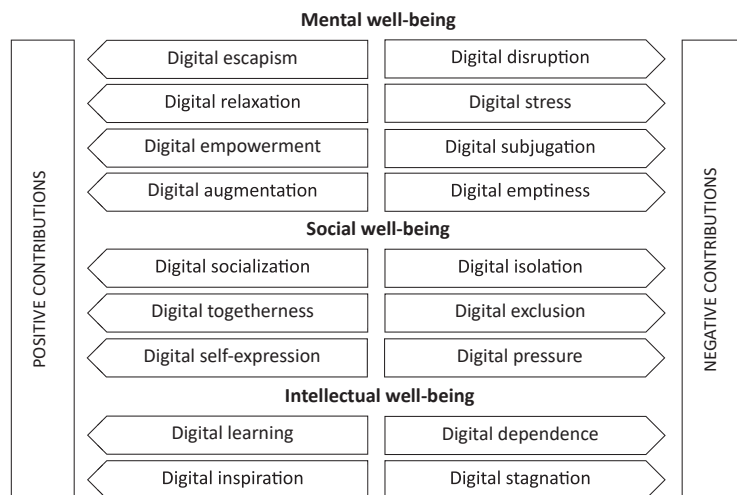 Mental well-being
Digital escapism
Digital disruption
Digital relaxation
Digital stress
Digital empowerment
Digital subjugation
Digital augmentation
Digital emptiness
Social well-being
Digital socialization
Digital isolation
Digital togetherness
Digital exclusion
Digital self-expression
Digital pressure
Intellectual well-being
Digital learning
Digital dependence
Digital inspiration
Digital stagnation
POSITIVE CONTRIBUTIONS
NEGATIVE CONTRIBUTIONS